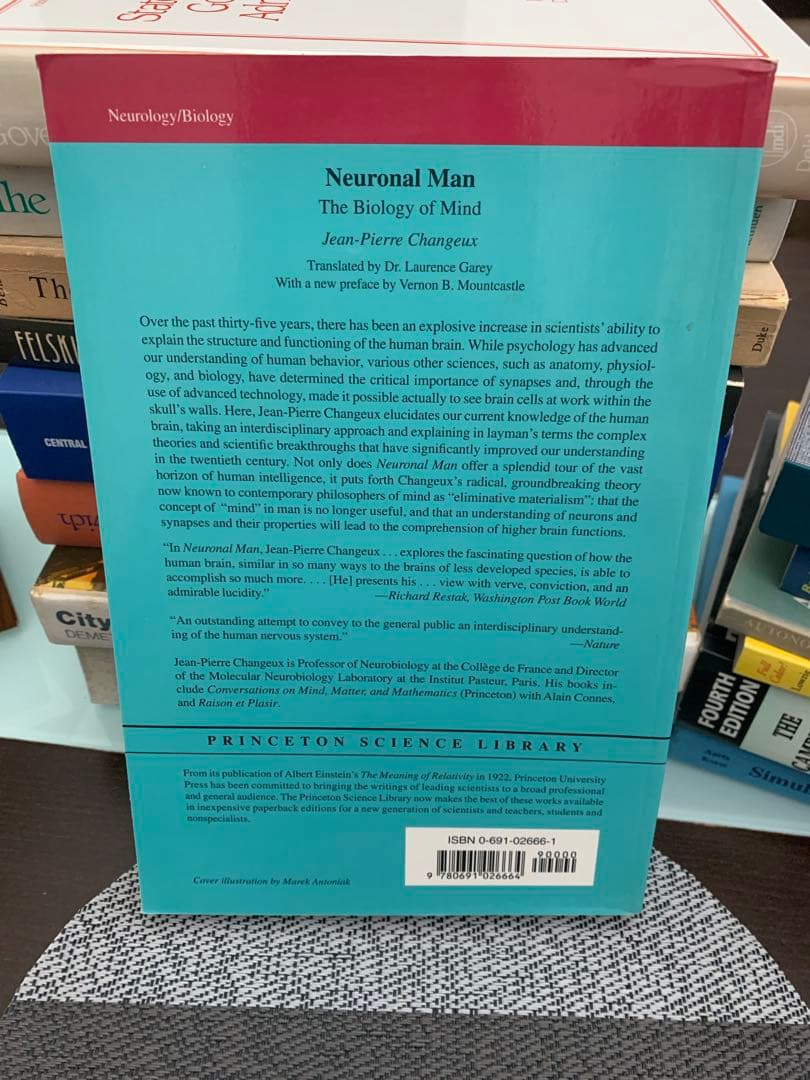 Neurology/Biology
Neuronal Man
The Biology of Mind
Jean-Pierre Changeux
Translated by Dr. Laurence Garey
With a new preface by Vernon B. Mountcastle
Over the past thirty-five years, there has been an explosive increase in scientists' ability to
explain the structure and functioning of the human brain. While psychology has advanced
our understanding of human behavior, various other sciences, such as anatomy, physiol-
ogy, and biology, have determined the critical importance of synapses and, through the
use of advanced technology, made it possible actually to see brain cells at work within the
skull's walls. Here, Jean-Pierre Changeux elucidates our current knowledge of the human
brain, taking an interdisciplinary approach and explaining in layman's terms the complex
theories and scientific breakthroughs that have significantly improved our understanding
in the twentieth century. Not only does Neuronal Man offer a splendid tour of the vast
horizon of human intelligence, it puts forth Changeux's radical, groundbreaking theory
now known to contemporary philosophers of mind as "eliminative materialism": that the
concept of "mind" in man is no longer useful, and that an understanding of neurons and
synapses and their properties will lead to the comprehension of higher brain functions.
"In Neuronal Man, Jean-Pierre Changeux . . . explores the fascinating question of how the
human brain, similar in so many ways to the brains of less developed species, is able to
accomplish so much more. . . . [He] presents his . . . view with verve, conviction, and an
admirable lucidity." —Richard Restak, Washington Post Book World
"An outstanding attempt to convey to the general public an interdisciplinary understand-
ing of the human nervous system."
—Nature
Jean-Pierre Changeux is Professor of Neurobiology at the Collège de France and Director
of the Molecular Neurobiology Laboratory at the Institut Pasteur, Paris. His books in-
clude Conversations on Mind, Matter, and Mathematics (Princeton) with Alain Connes,
and Raison et Plasir.
PRINCETON SCIENCE LIBRARY
From its publication of Albert Einstein's The Meaning of Relativity in 1922, Princeton University
Press has been committed to bringing the writings of leading scientists to a broad professional
and general audience. The Princeton Science Library now makes the best of these works available
in inexpensive paperback editions for a new generation of scientists and teachers, students and
nonspecialists.
ISBN 0-691-02666-1
90000
9 780691 026664
Cover illustration by Marek Antoniak
The
Th
FELSKI
CENTRAL
City
DEME
Duke
FOURTH
EDITION
THE